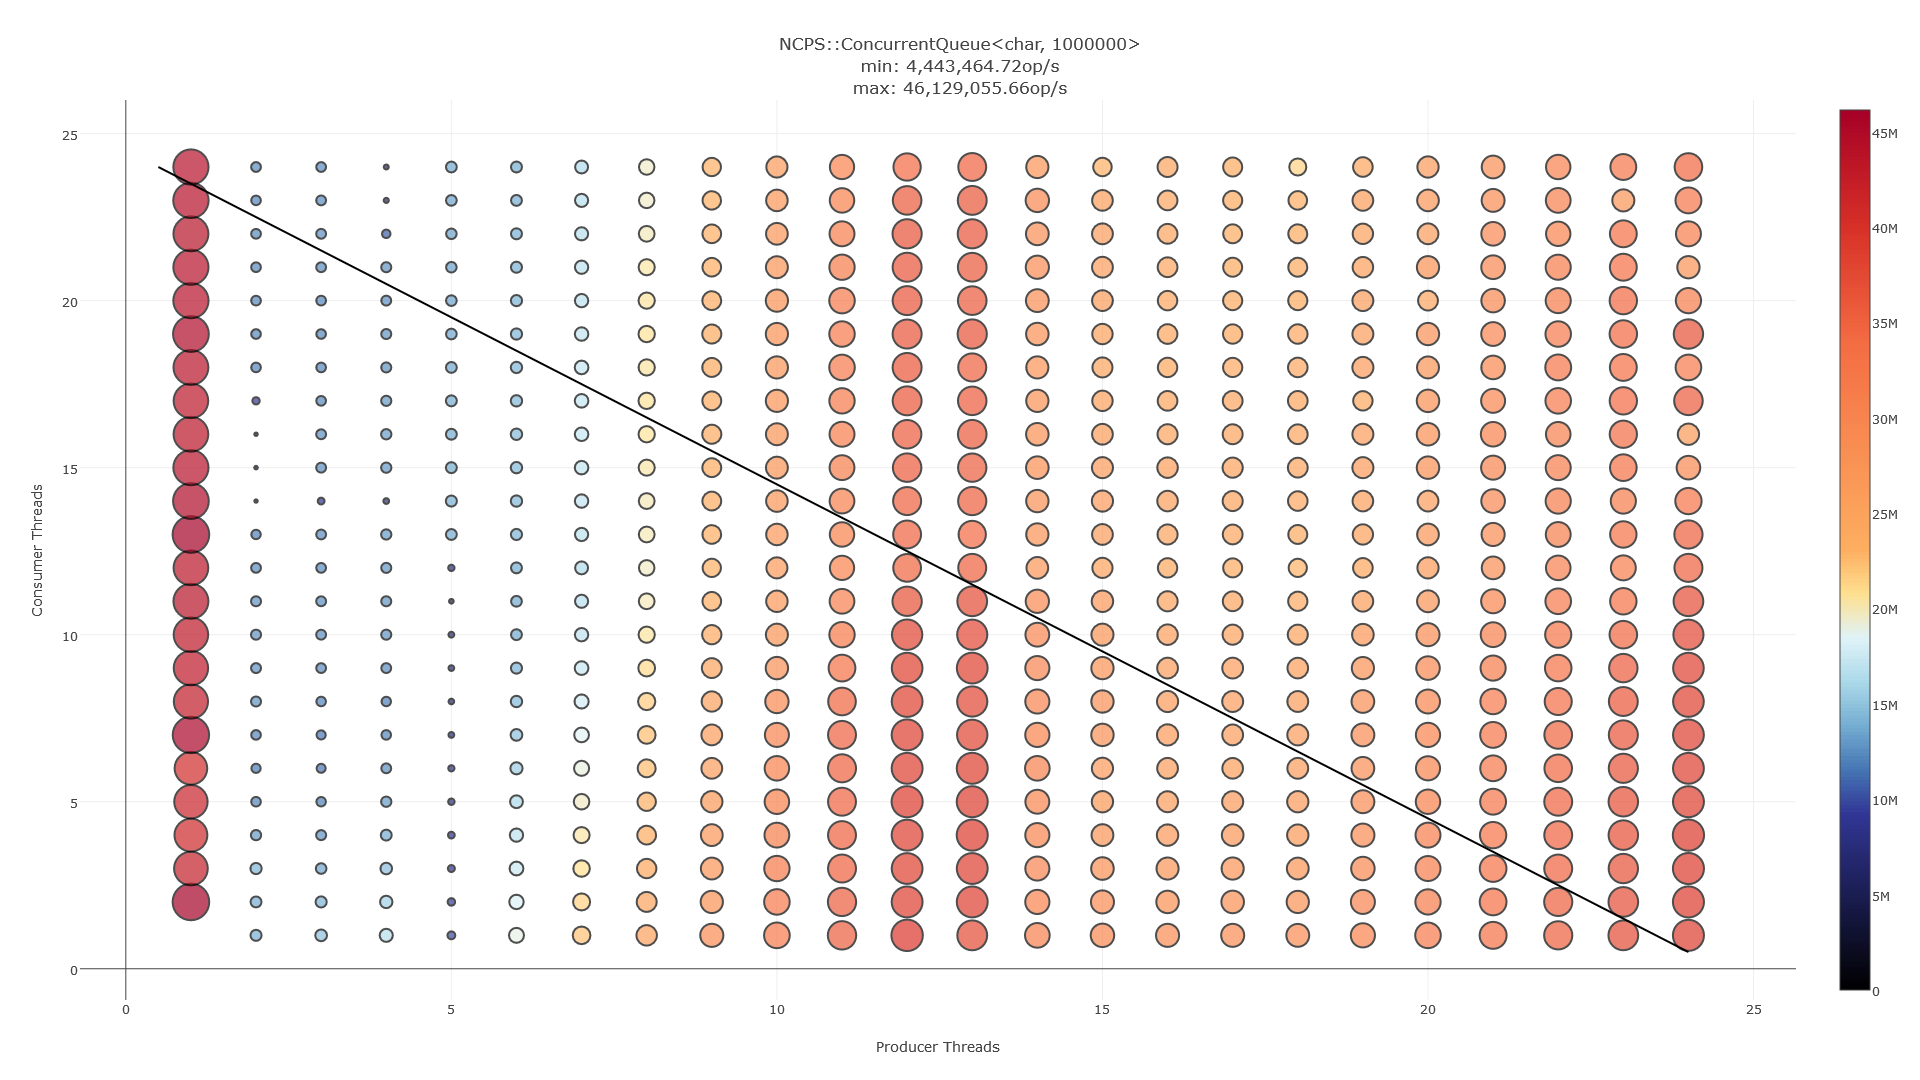 NCPS::ConcurrentQueue<char, 1000000>
min: 4,443,464.72op/s
max: 46,129,055.66op/s
25
20
15
10
5
0
Consumer Threads
0
5
10
15
20
25
Producer Threads
45M
40M
35M
30M
25M
20M
15M
10M
5M
0